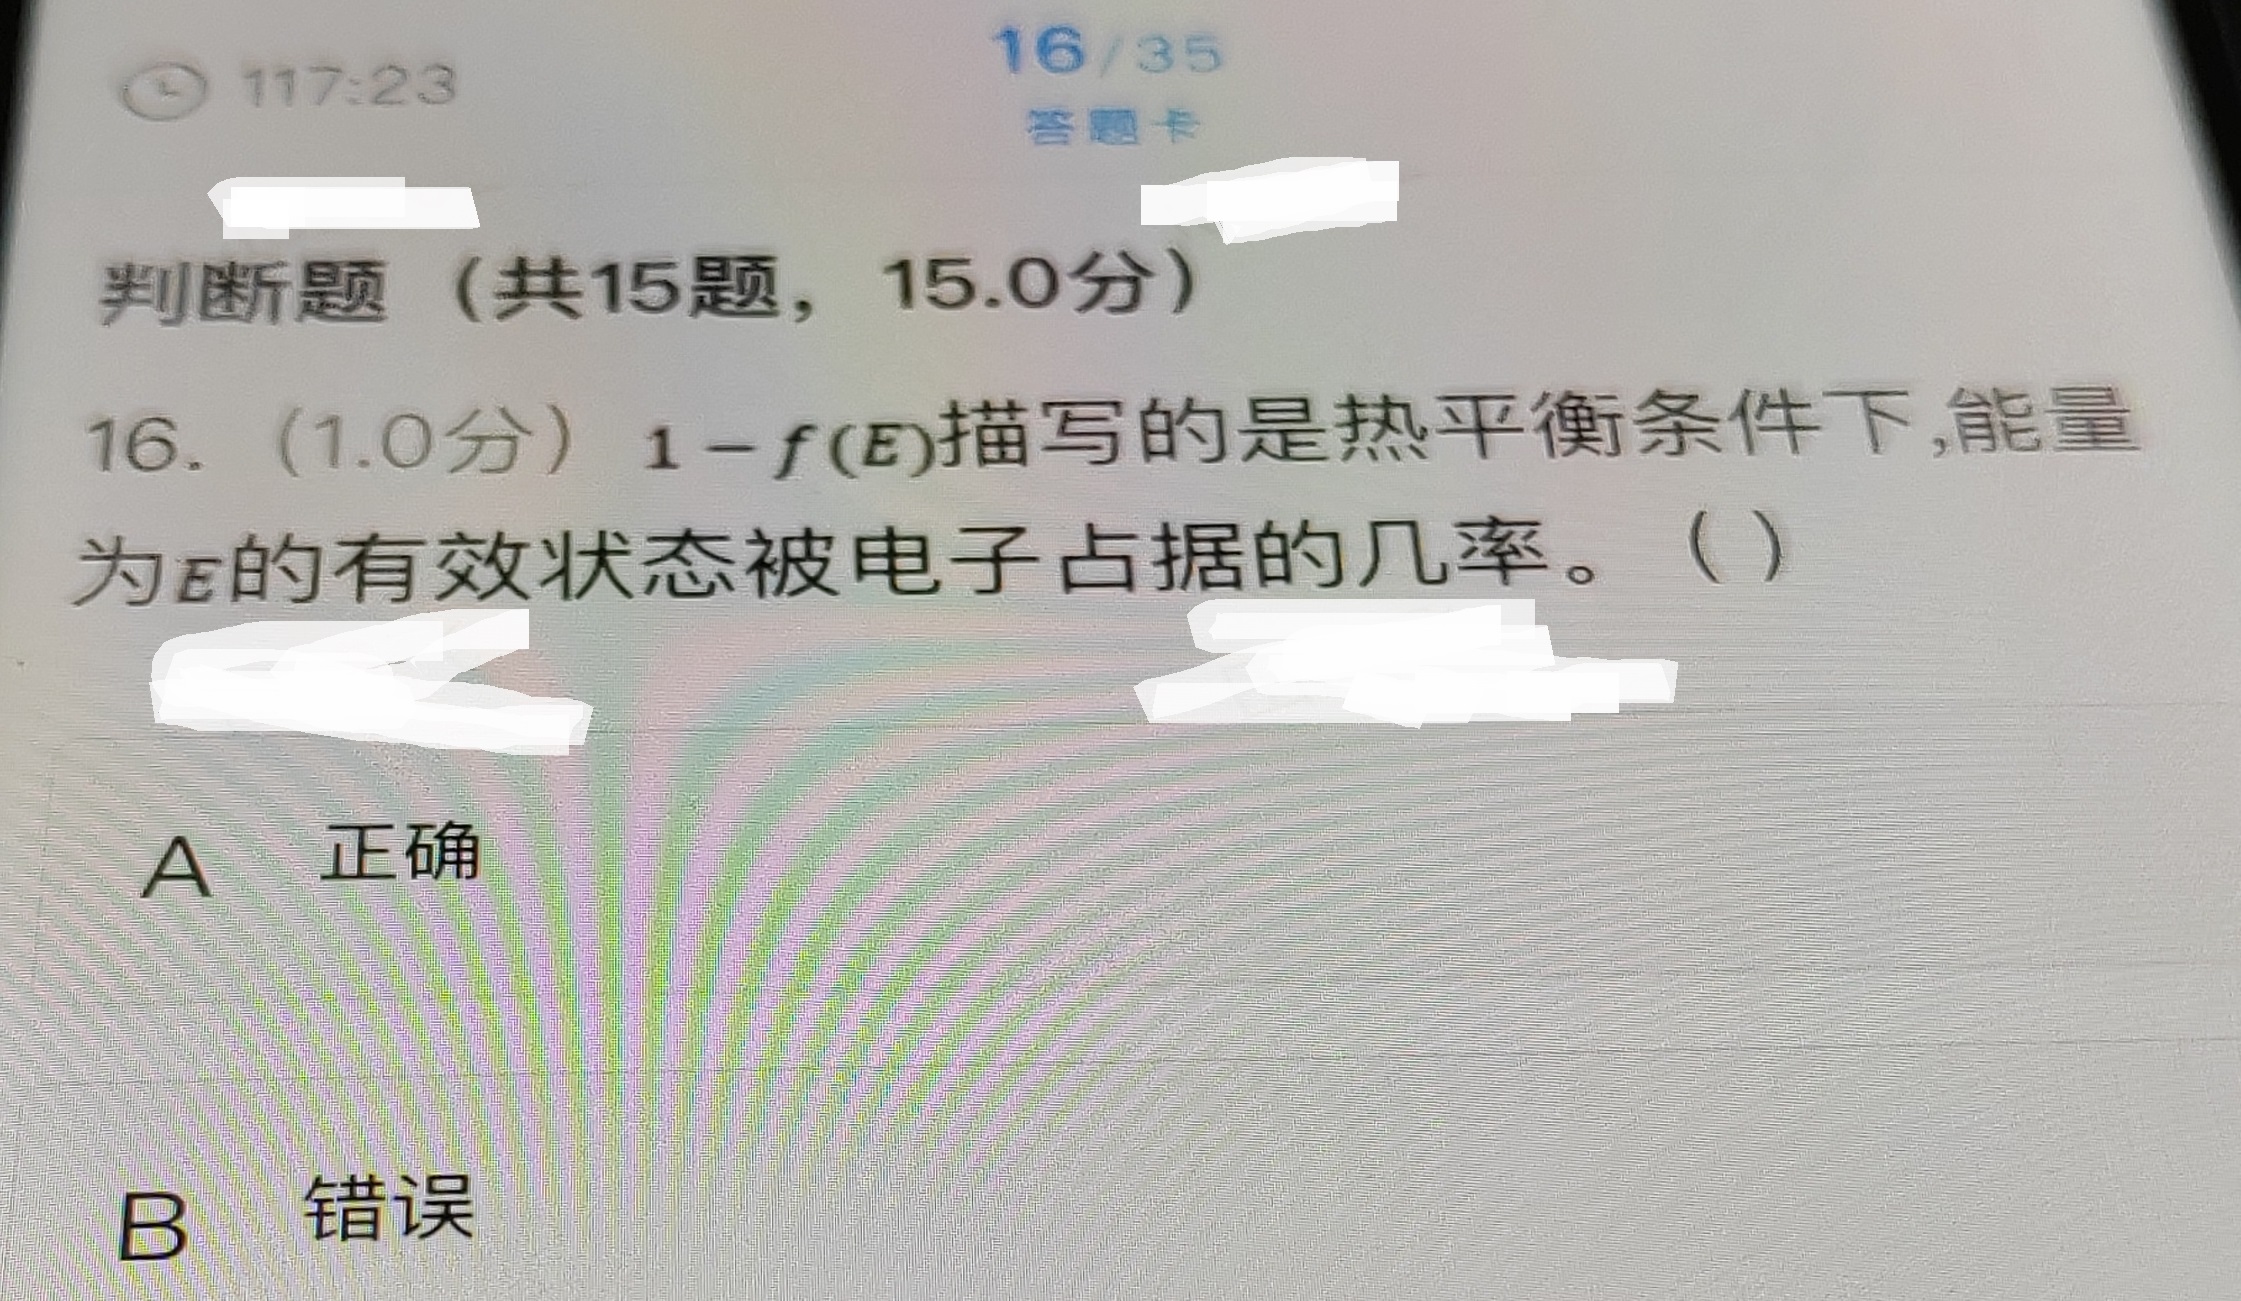 117:23
16/35
答题卡
判断题（共15题，15.0分）
16.（1.0分）1－f(E)描写的是热平衡条件下,能量
为E的有效状态被电子占据的几率。（）
A 正确
B 错误